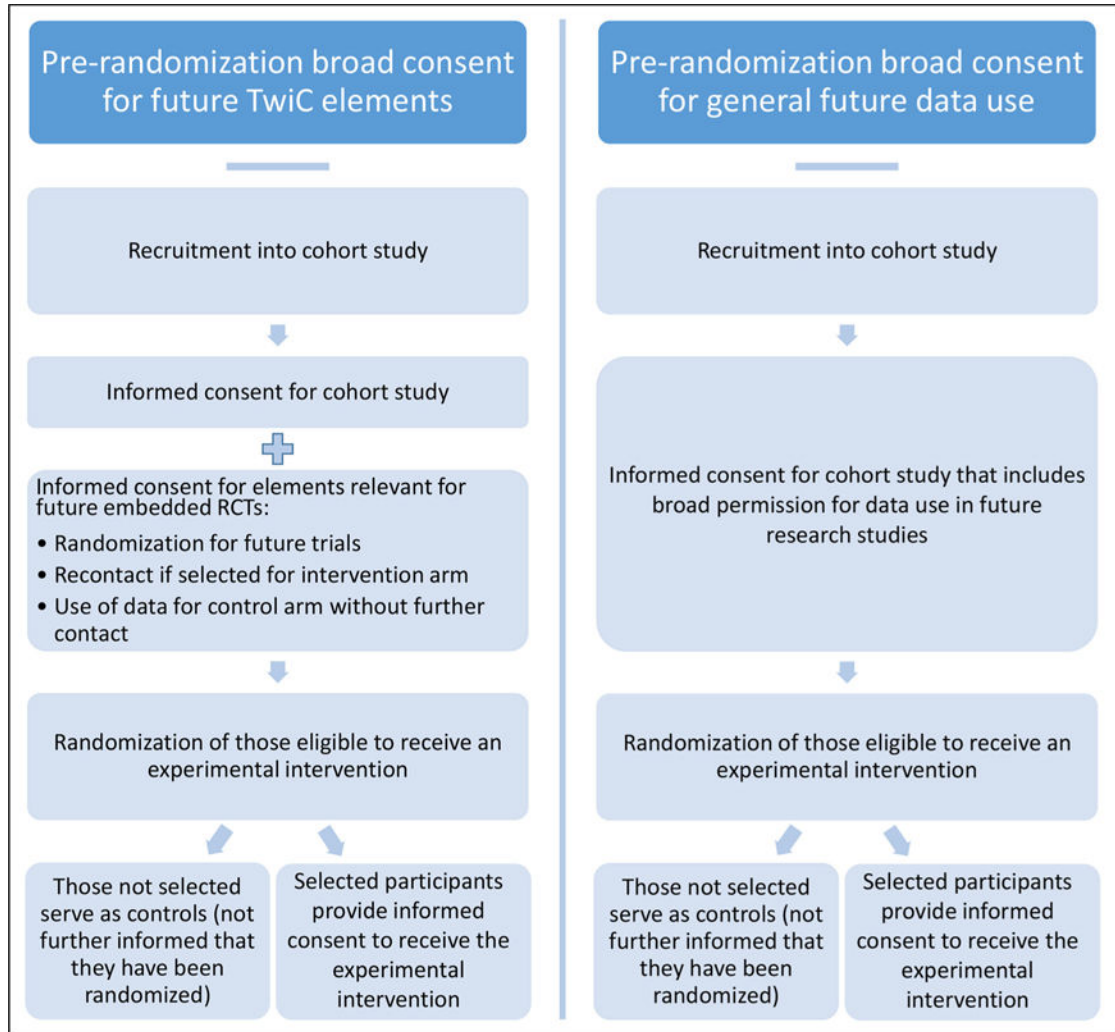 Pre-randomization broad consent
for future TwiC elements
Recruitment into cohort study
Informed consent for cohort study
Informed consent for elements relevant for
future embedded RCTs:
• Randomization for future trials
• Recontact if selected for intervention arm
• Use of data for control arm without further
contact
Randomization of those eligible to receive an
experimental intervention
Those not selected
serve as controls (not
further informed that
they have been
randomized)
Selected participants
provide informed
consent to receive the
experimental
intervention
Pre-randomization broad consent
for general future data use
Recruitment into cohort study
Informed consent for cohort study that includes
broad permission for data use in future
research studies
Randomization of those eligible to receive an
experimental intervention
Those not selected
serve as controls (not
further informed that
they have been
randomized)
Selected participants
provide informed
consent to receive the
experimental
intervention